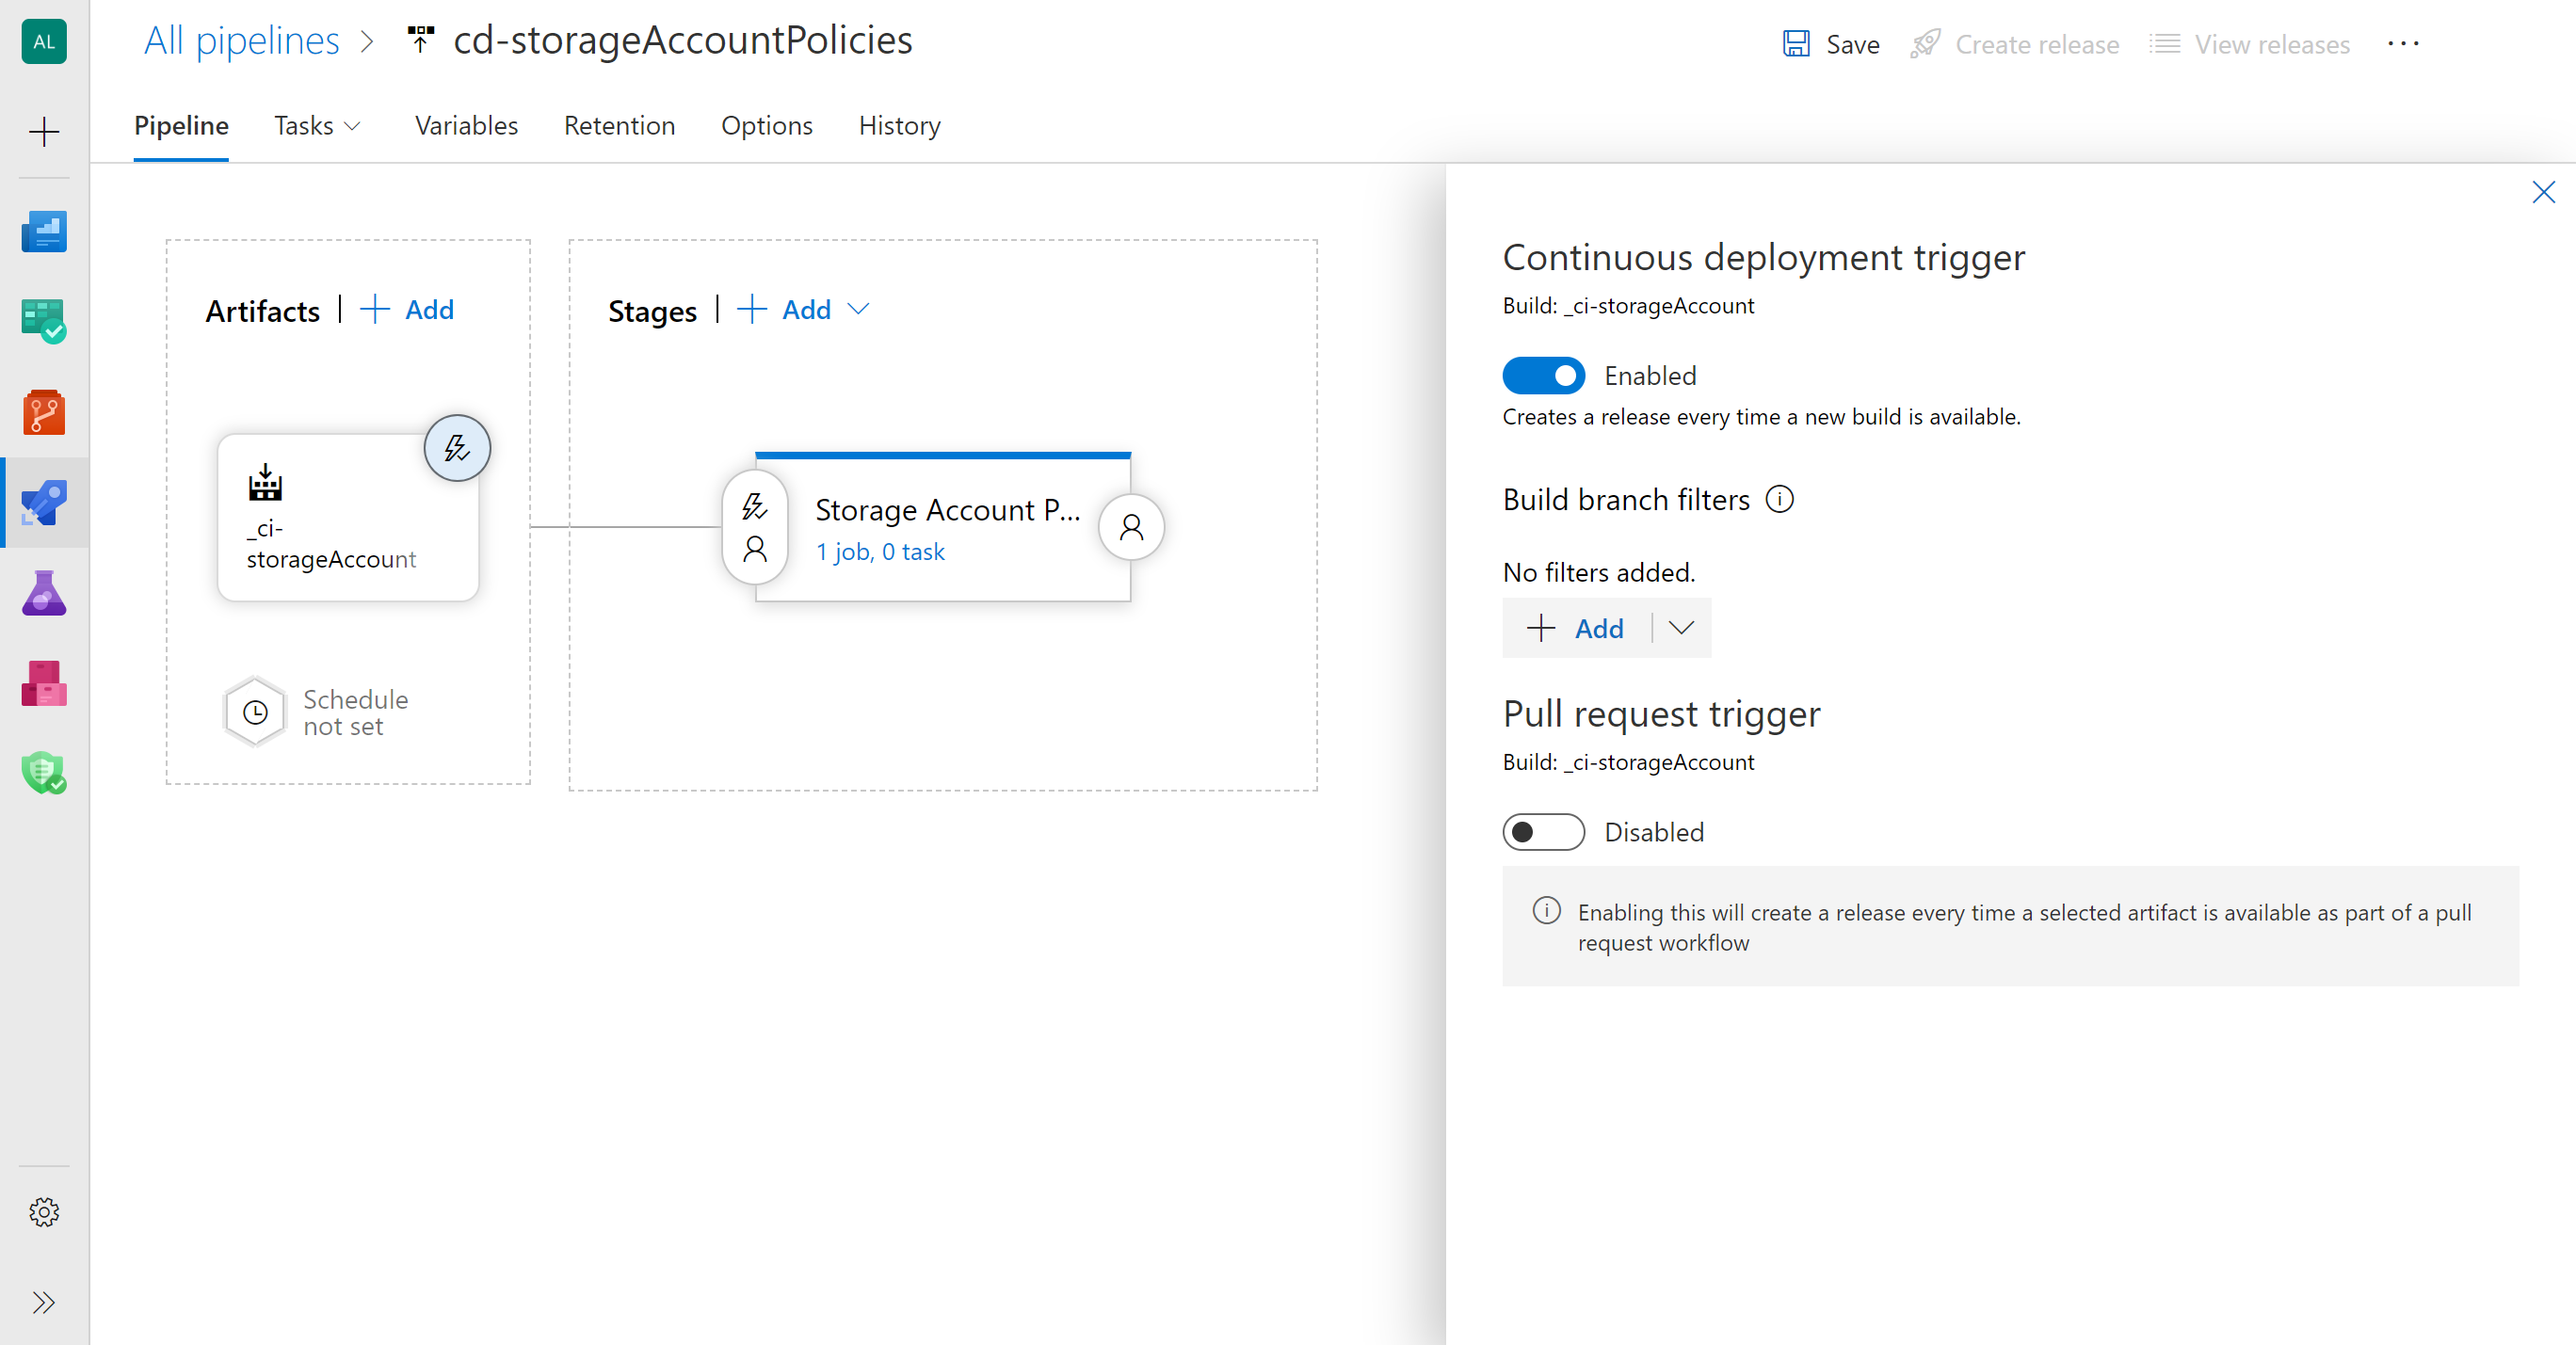 AL
All pipelines
cd-storageAccountPolicies
Save
Create release
View releases
Pipeline
Tasks
Variables
Retention
Options
History
Artifacts | Add
Stages | Add
_ci-
storageAccount
Schedule
not set
Storage Account P...
1 job, 0 task
Continuous deployment trigger
Build: _ci-storageAccount
Enabled
Creates a release every time a new build is available.
Build branch filters
No filters added.
Add
Pull request trigger
Build: _ci-storageAccount
Disabled
Enabling this will create a release every time a selected artifact is available as part of a pull
request workflow